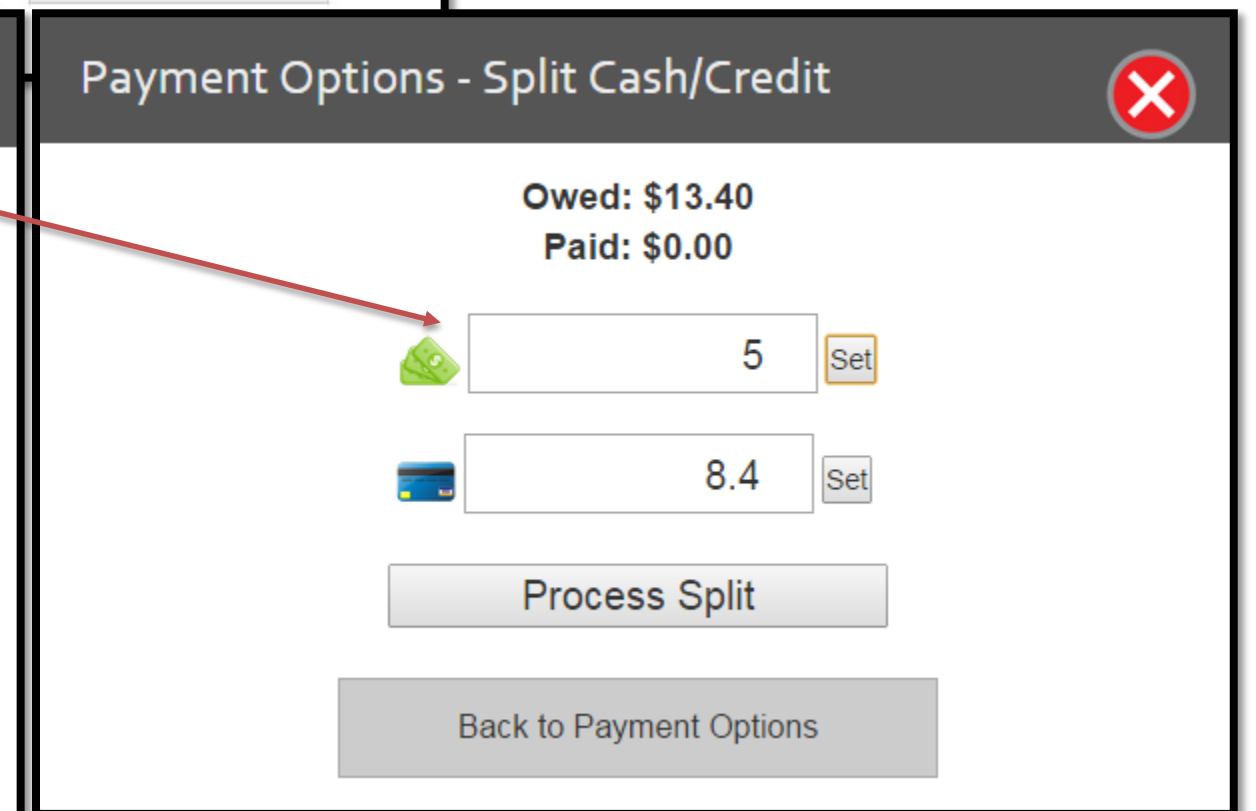 Payment Options - Split Cash/Credit
Owed: $13.40
Paid: $0.00
5 Set
8.4 Set
Process Split
Back to Payment Options